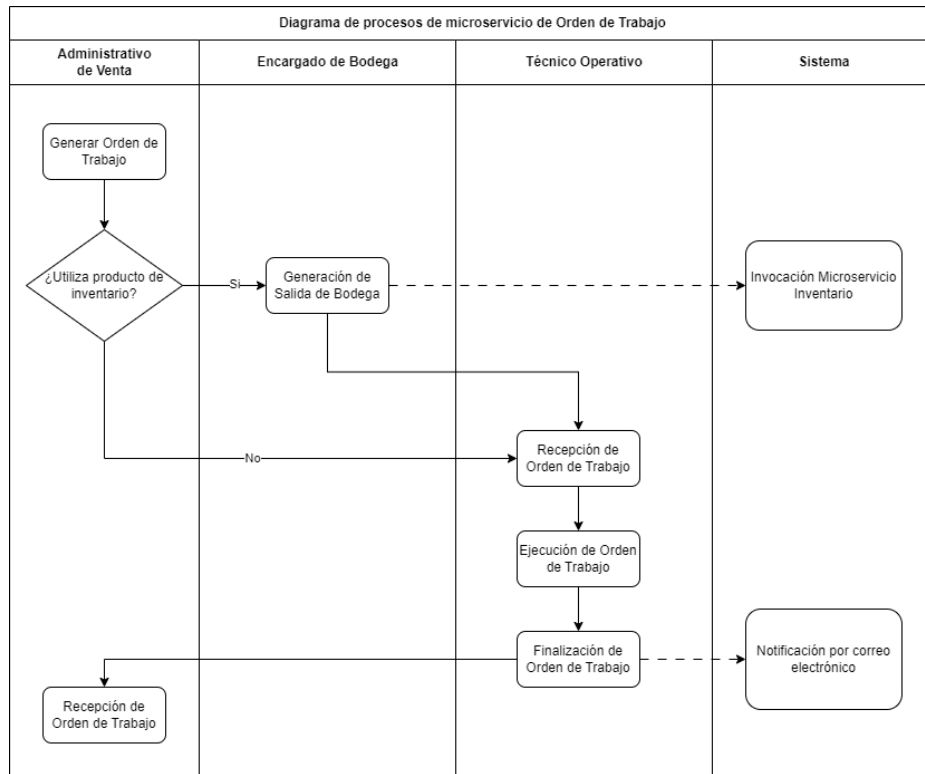 Diagrama de procesos de microservicio de Orden de Trabajo
Administrativo
de Venta
Encargado de Bodega
Técnico Operativo
Sistema
Generar Orden de
Trabajo
¿Utiliza producto de
inventario?
Si
Generación de
Salida de Bodega
Invocación Microservicio
Inventario
No
Recepción de
Orden de Trabajo
Ejecución de Orden
de Trabajo
Finalización de
Orden de Trabajo
Notificación por correo
electrónico
Recepción de
Orden de Trabajo